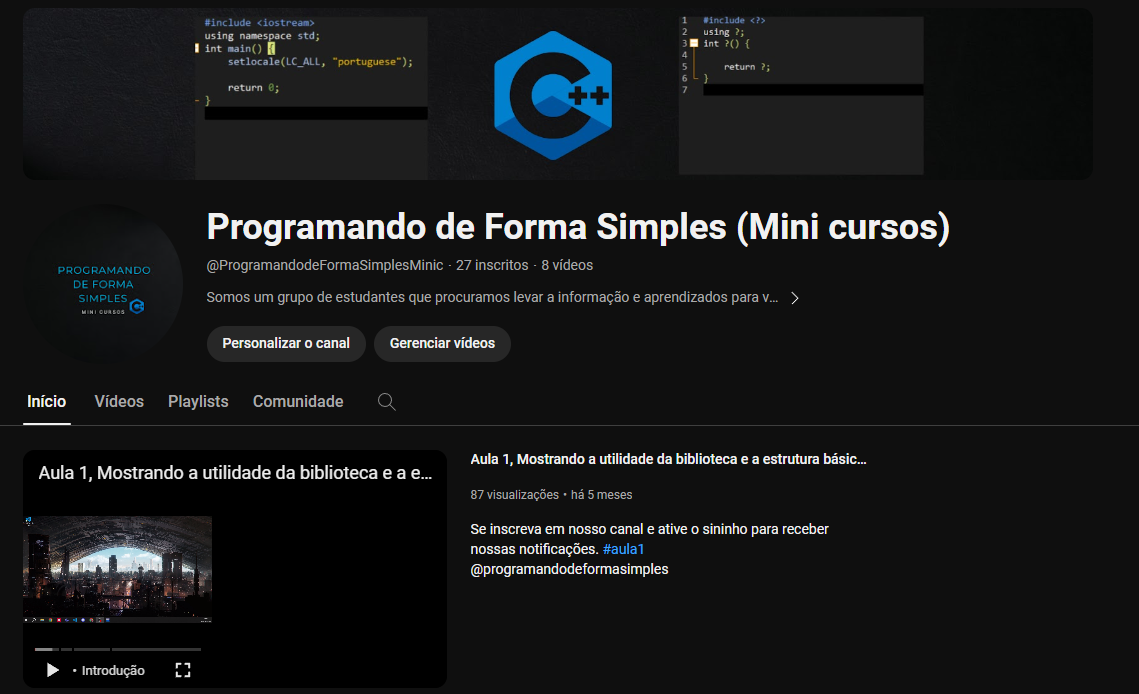 #include <iostream>
using namespace std;
int main() {
setlocale(LC_ALL, "portuguese");
return 0;
}
C++
1 #include <?>
2 using ?;
3 int ?() {
4
5 return ?;
6 }
7
Programando de Forma Simples (Mini cursos)
@ProgramandodeFormaSimplesMinic · 27 inscritos · 8 vídeos
Somos um grupo de estudantes que procuramos levar a informação e aprendizados para v...
PROGRAMANDO
DE FORMA
SIMPLES
MINI CURSOS
Personalizar o canal
Gerenciar vídeos
Início
Vídeos
Playlists
Comunidade
Aula 1, Mostrando a utilidade da biblioteca e a e...
• Introdução
Aula 1, Mostrando a utilidade da biblioteca e a estrutura básic...
87 visualizações • há 5 meses
Se inscreva em nosso canal e ative o sininho para receber
nossas notificações. #aula1
@programandodeformasimples